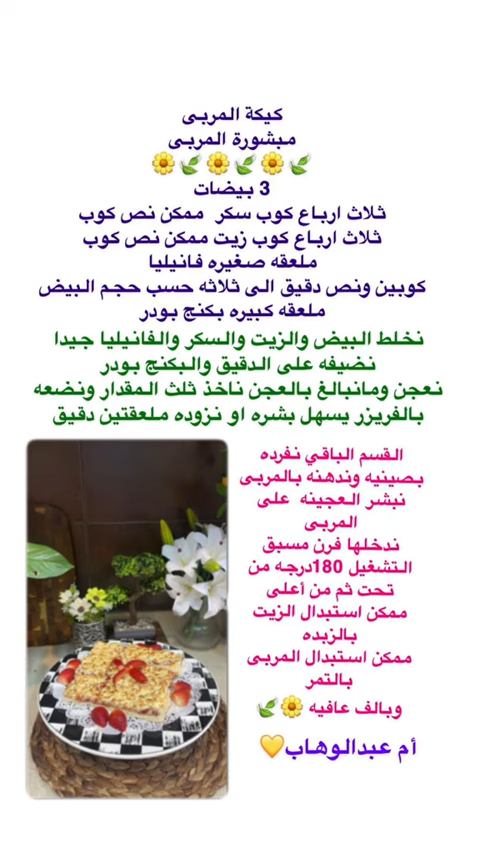 كيكة المربى
مبشورة المربى
🌼🍃🌼🍃🌼🍃
3 بيضات
ثلاث ارباع كوب سكر ممكن نص كوب
ثلاث ارباع كوب زيت ممكن نص كوب
ملعقه صغيره فانيليا
كوبين ونص دقيق الى ثلاثه حسب حجم البيض
ملعقه كبيره بكنج بودر
نخلط البيض والزيت والسكر والفانيليا جيدا
نضيفه على الدقيق والبكنج بودر
نعجن ومانبالغ بالعجن ناخذ ثلث المقدار ونضعه
بالفريزر يسهل بشره او نزوده ملعقتين دقيق
القسم الباقي نفرده
بصينيه وندهنه بالمربى
نبشر العجينه على
المربى
ندخلها فرن مسبق
التشغيل 180درجه من
تحت ثم من أعلى
ممكن استبدال الزيت
بالزبده
ممكن استبدال المربى
بالتمر
وبالف عافيه 🌼🍃
أم عبدالوهاب💛